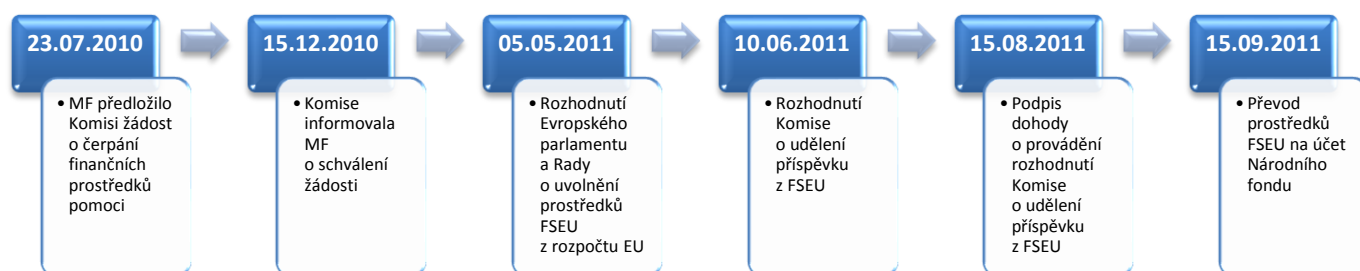 23.07.2010
• MF předložilo
Komisi žádost
o čerpání
finančních
prostředků
pomoci
15.12.2010
• Komise
informovala
MF
o schválení
žádosti
05.05.2011
• Rozhodnutí
Evropského
parlamentu
a Rady
o uvolnění
prostředků
FSEU
z rozpočtu EU
10.06.2011
• Rozhodnutí
Komise
o udělení
příspěvku
z FSEU
15.08.2011
• Podpis
dohody
o provádění
rozhodnutí
Komise
o udělení
příspěvku
z FSEU
15.09.2011
• Převod
prostředků
FSEU na účet
Národního
fondu